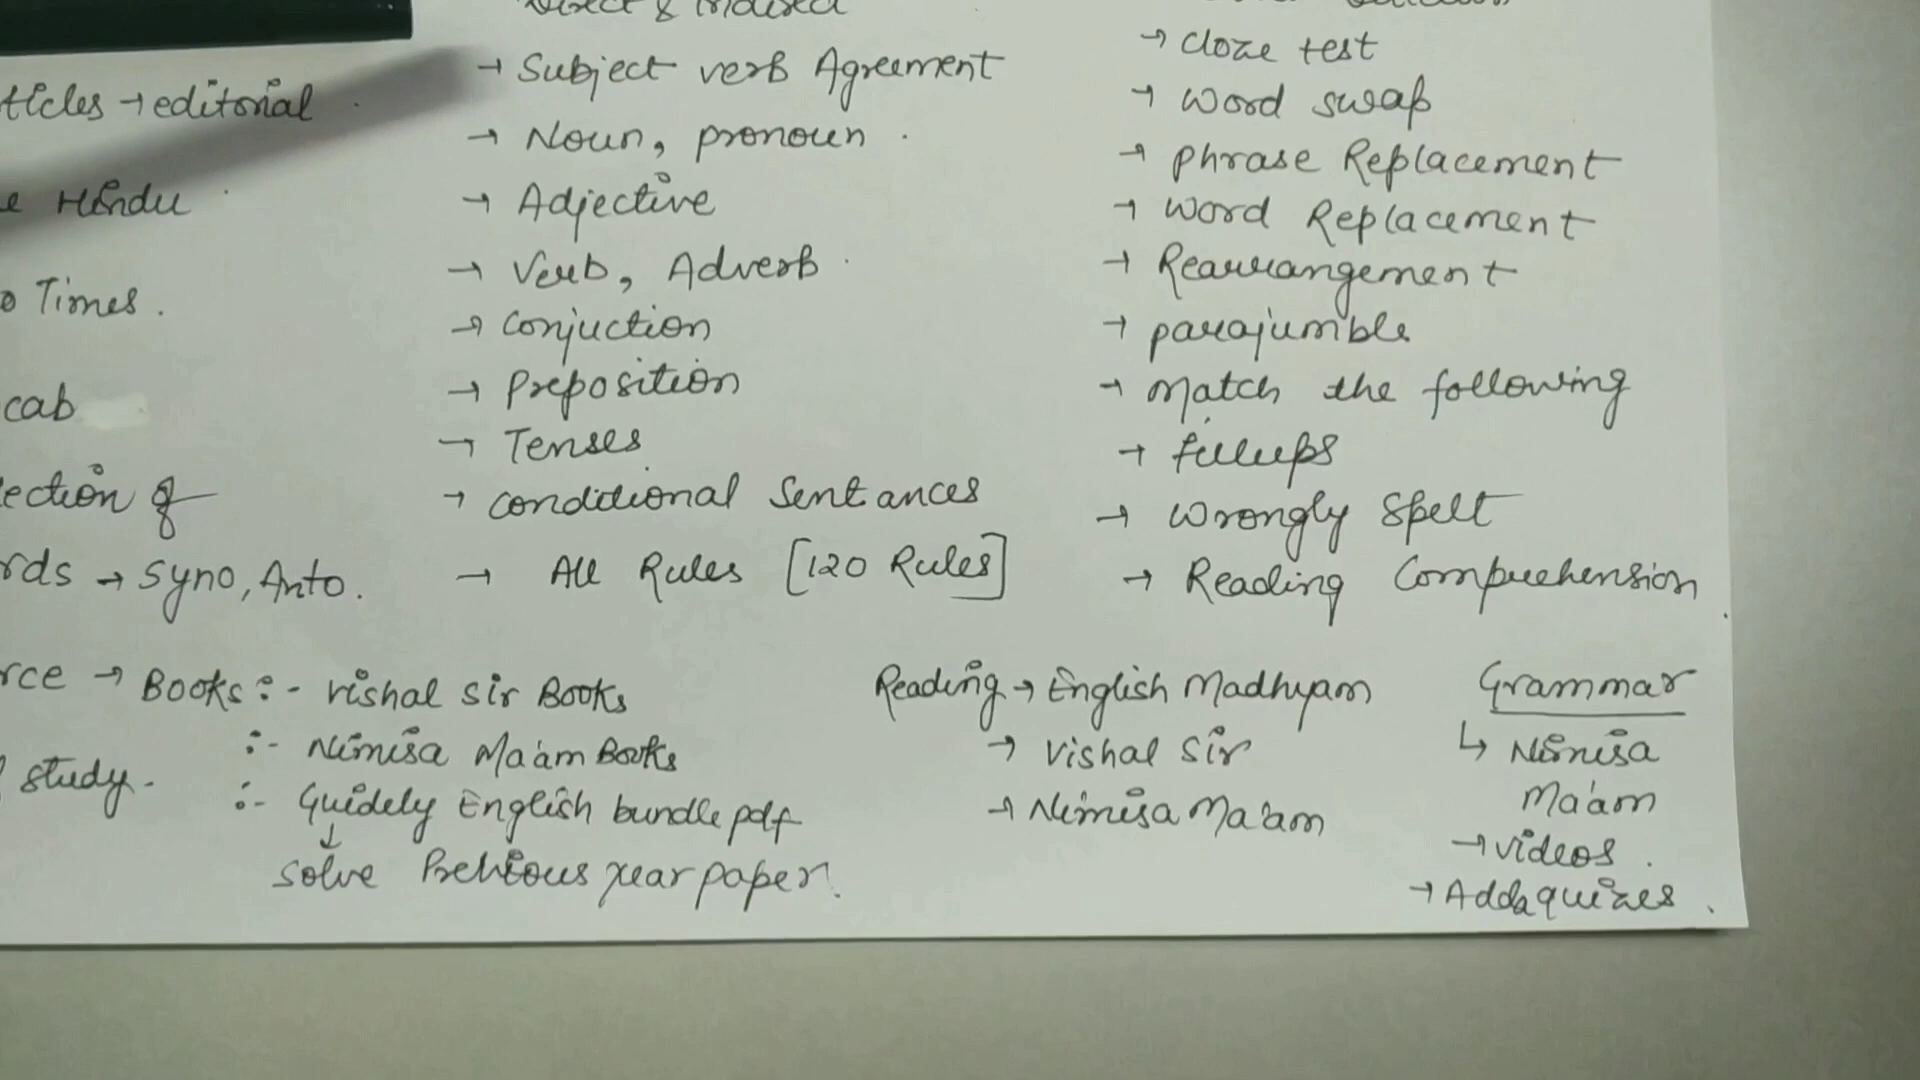 Direct & Indirect
→ Subject verb Agreement
→ Noun, pronoun
→ Adjective
→ Verb, Adverb
→ Conjuction
→ Preposition
→ Tenses
→ Conditional Sentances
→ All Rules [120 Rules]
→ Cloze test
→ Word swap
→ Phrase Replacement
→ Word Replacement
→ Rearrangement
→ parajumble
→ Match the following
→ fillups
→ Wrongly Spelt
→ Reading Comprehension
ticles → editorial
e Hindu
o Times.
cab
lection of
rds → Syno, Anto.
rce → Books :- Vishal Sir Books
:- Nimisa Ma'am Books
study.
:- Guidely English bundle pdf
↓
Solve Previous year paper.
Reading → English Madhyam
→ Vishal Sir
→ Nimisa Ma'am
Grammar
↳ Nimisa
Ma'am
→ videos.
→ Adda quizes.